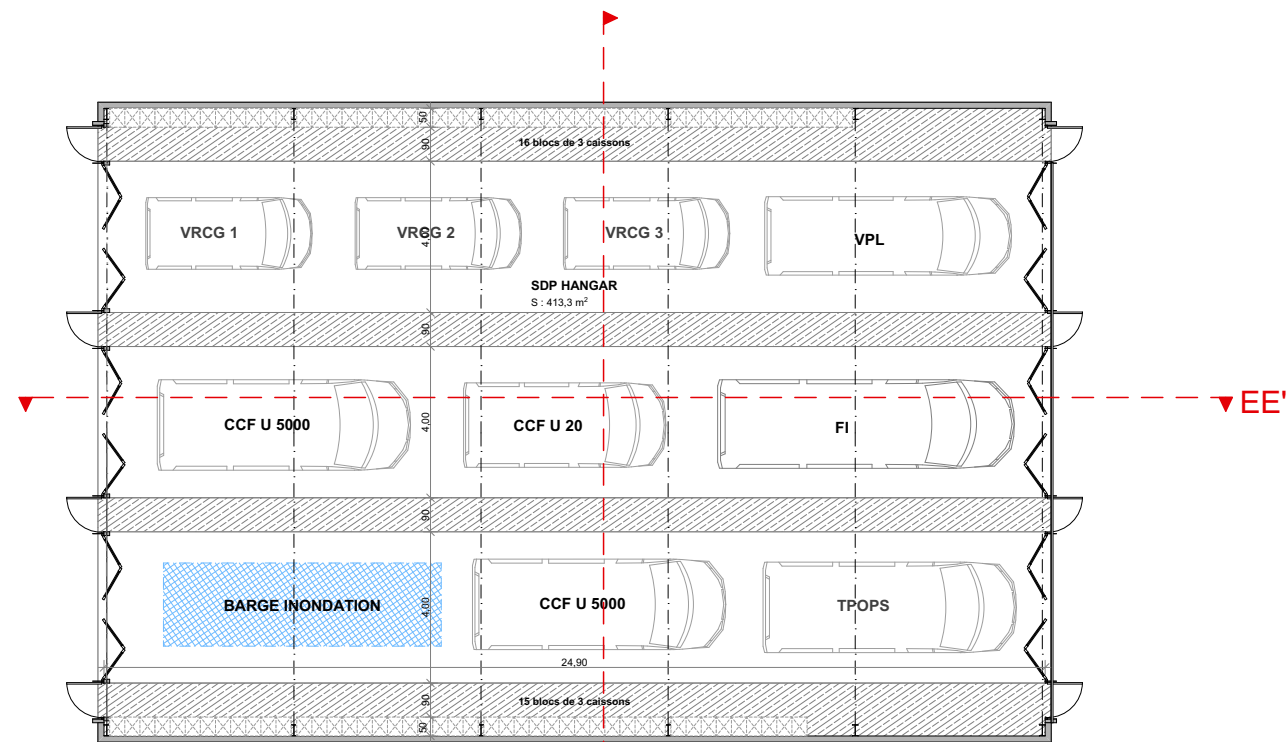 50
90
16 blocs de 3 caissons
VRCG 1
VRCG 2
VRCG 3
VPL
4,00
SDP HANGAR
S : 413,3 m²
90
EE'
CCF U 5000
4,00
CCF U 20
FI
90
BARGE INONDATION
4,00
CCF U 5000
TPOPS
24,90
90
15 blocs de 3 caissons
50